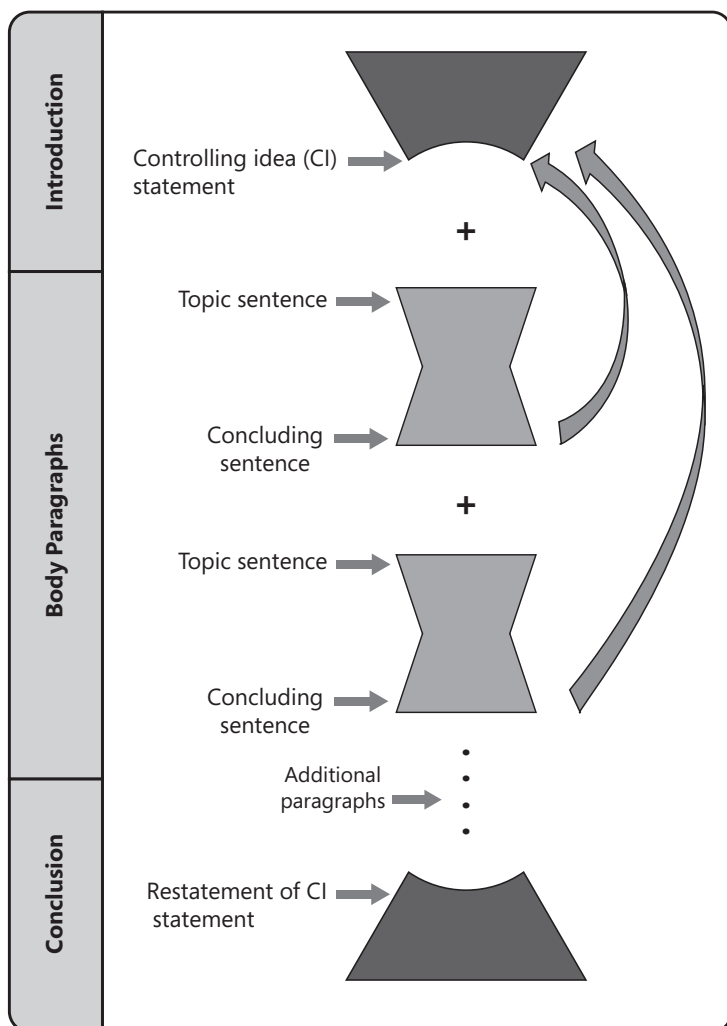 Introduction
Controlling idea (CI)
statement
+
Body Paragraphs
Topic sentence
Concluding
sentence
+
Topic sentence
Concluding
sentence
Additional
paragraphs
Conclusion
Restatement of CI
statement